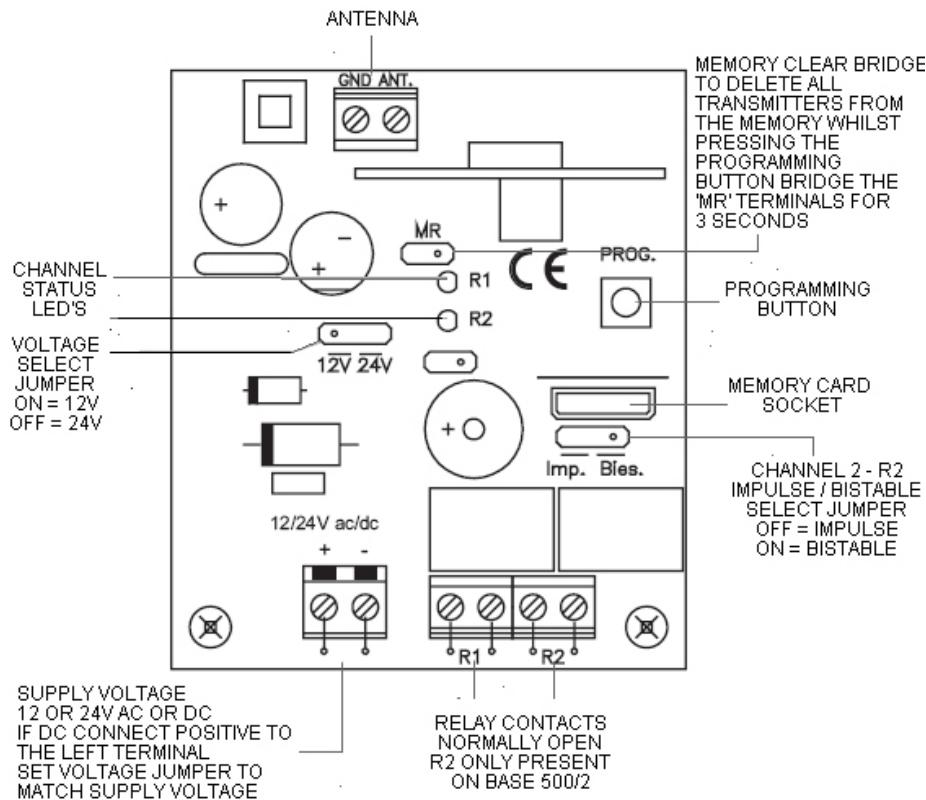 ANTENNA
GND ANT.
MEMORY CLEAR BRIDGE
TO DELETE ALL
TRANSMITTERS FROM
THE MEMORY WHILST
PRESSING THE
PROGRAMMING
BUTTON BRIDGE THE
'MR' TERMINALS FOR
3 SECONDS
+
-
+
MR
CE
PROG.
R1
R2
CHANNEL
STATUS
LED'S
PROGRAMMING
BUTTON
VOLTAGE
SELECT
JUMPER
ON = 12V
OFF = 24V
12V 24V
MEMORY CARD
SOCKET
+
Imp. Bies.
CHANNEL 2 - R2
IMPULSE / BISTABLE
SELECT JUMPER
OFF = IMPULSE
ON = BISTABLE
12/24V ac/dc
+ -
R1 R2
SUPPLY VOLTAGE
12 OR 24V AC OR DC
IF DC CONNECT POSITIVE TO
THE LEFT TERMINAL
SET VOLTAGE JUMPER TO
MATCH SUPPLY VOLTAGE
RELAY CONTACTS
NORMALLY OPEN
R2 ONLY PRESENT
ON BASE 500/2